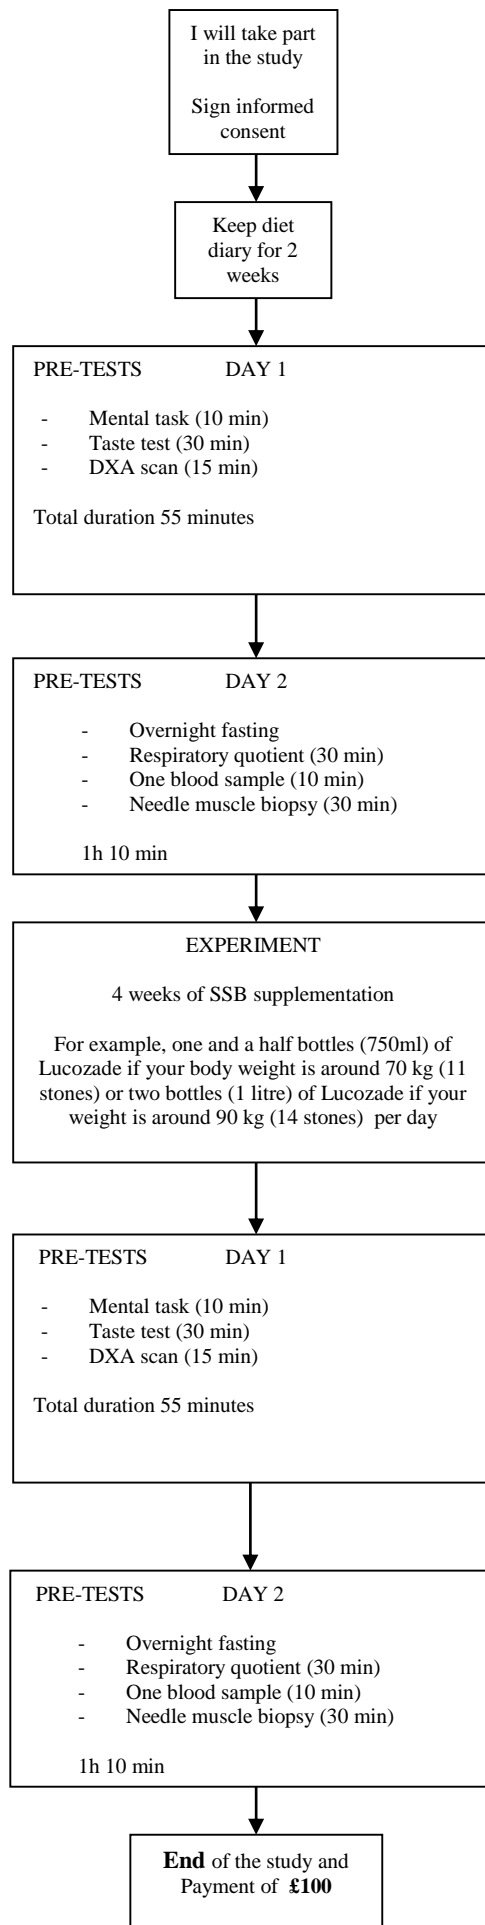 I will take part
in the study
Sign informed
consent
Keep diet
diary for 2
weeks
PRE-TESTS DAY 1
- Mental task (10 min)
- Taste test (30 min)
- DXA scan (15 min)
Total duration 55 minutes
PRE-TESTS DAY 2
- Overnight fasting
- Respiratory quotient (30 min)
- One blood sample (10 min)
- Needle muscle biopsy (30 min)
1h 10 min
EXPERIMENT
4 weeks of SSB supplementation
For example, one and a half bottles (750ml) of
Lucozade if your body weight is around 70 kg (11
stones) or two bottles (1 litre) of Lucozade if your
weight is around 90 kg (14 stones) per day
PRE-TESTS DAY 1
- Mental task (10 min)
- Taste test (30 min)
- DXA scan (15 min)
Total duration 55 minutes
PRE-TESTS DAY 2
- Overnight fasting
- Respiratory quotient (30 min)
- One blood sample (10 min)
- Needle muscle biopsy (30 min)
1h 10 min
End of the study and
Payment of £100